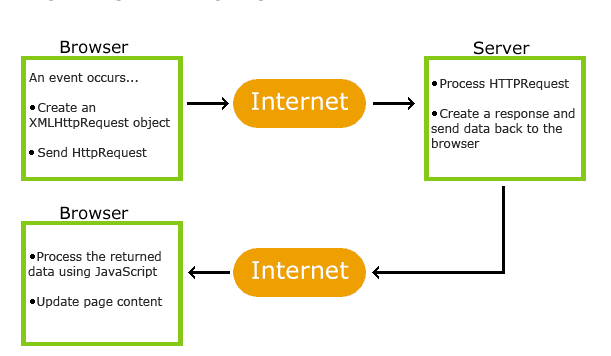 Browser
An event occurs...
•Create an
XMLHttpRequest object
• Send HttpRequest
Internet
Server
•Process HTTPRequest
•Create a response and
send data back to the
browser
Browser
•Process the returned
data using JavaScript
•Update page content
Internet